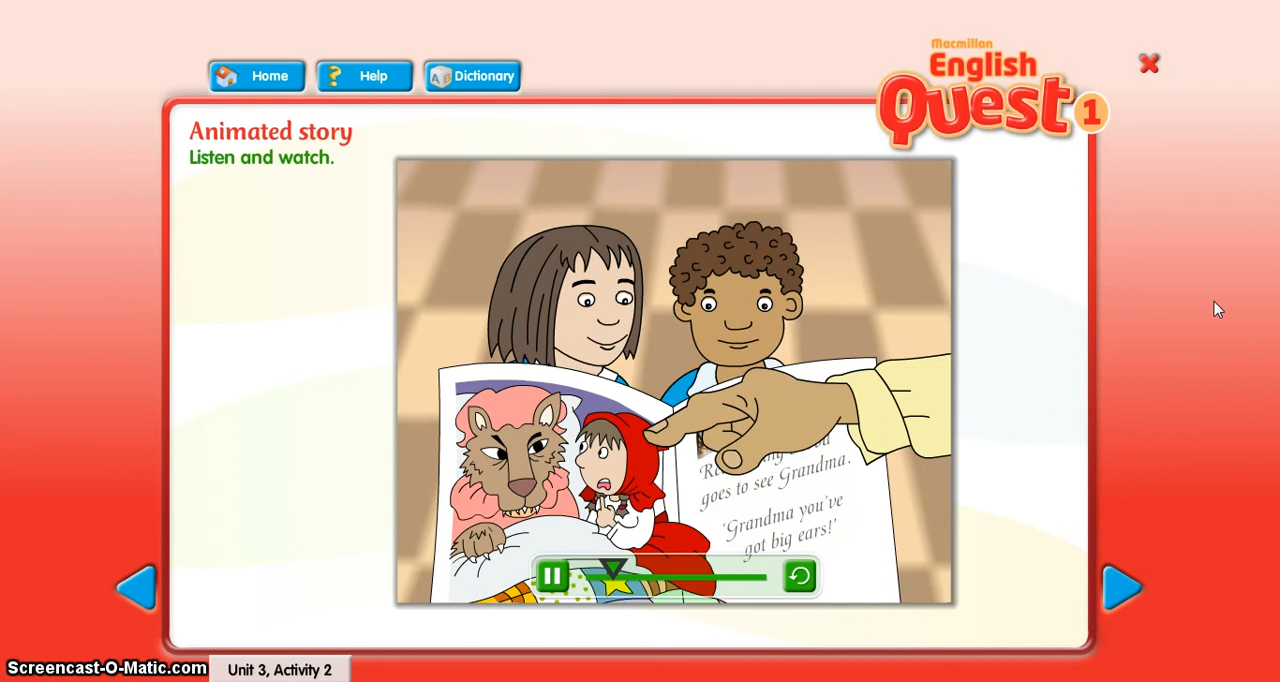 Macmillan
English
Quest 1
Home
Help
Dictionary
Animated story
Listen and watch.
goes to see Grandma.
'Grandma you've
got big ears!'
Screencast-O-Matic.com
Unit 3, Activity 2